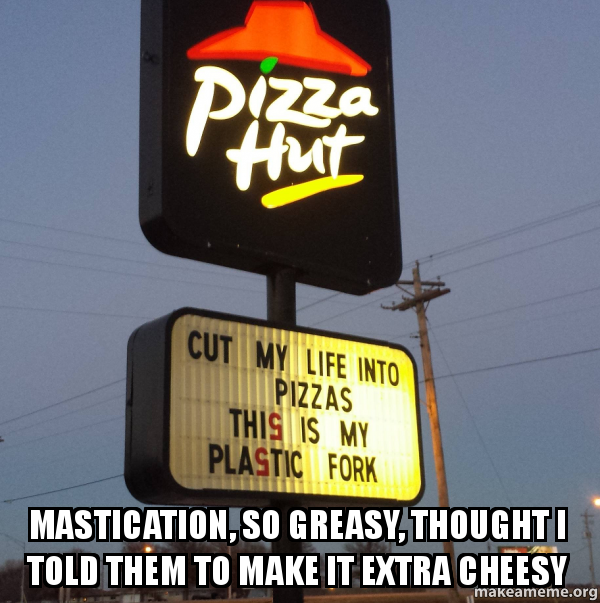 Pizza
Hut
CUT MY LIFE INTO
PIZZAS
THIS IS MY
PLASTIC FORK
MASTICATION, SO GREASY, THOUGHT I
TOLD THEM TO MAKE IT EXTRA CHEESY
makeameme.org